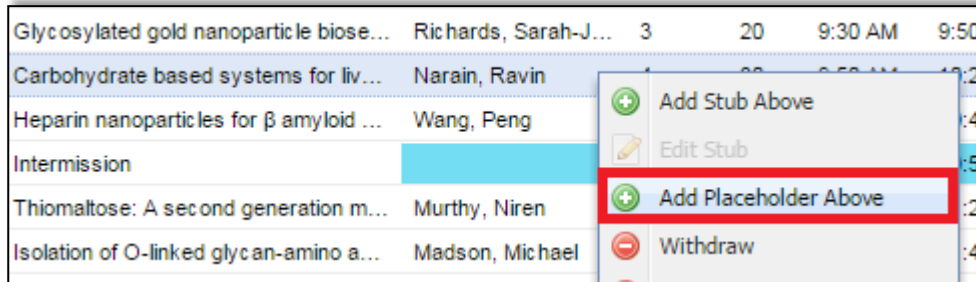 Glycosylated gold nanoparticle biose... Richards, Sarah-J... 3 20 9:30 AM 9:50
Carbohydrate based systems for liv... Narain, Ravin
Add Stub Above
Heparin nanoparticles for β amyloid ... Wang, Peng
Edit Stub
Intermission
Add Placeholder Above
Thiomaltose: A second generation m... Murthy, Niren
Withdraw
Isolation of O-linked glycan-amino a... Madson, Michael